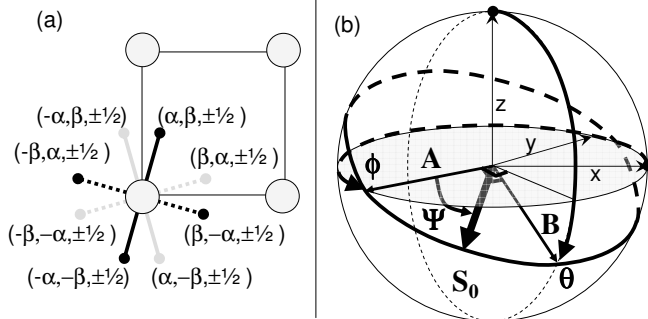 (a)
(-α,β,±½)
(α,β,±½)
(-β,α,±½)
(β,α,±½)
(-β,−α,±½)
(β,−α,±½)
(-α,−β,±½)
(α,−β,±½)
(b)
z
y
x
ϕ
A
Ψ
B
S₀
θ